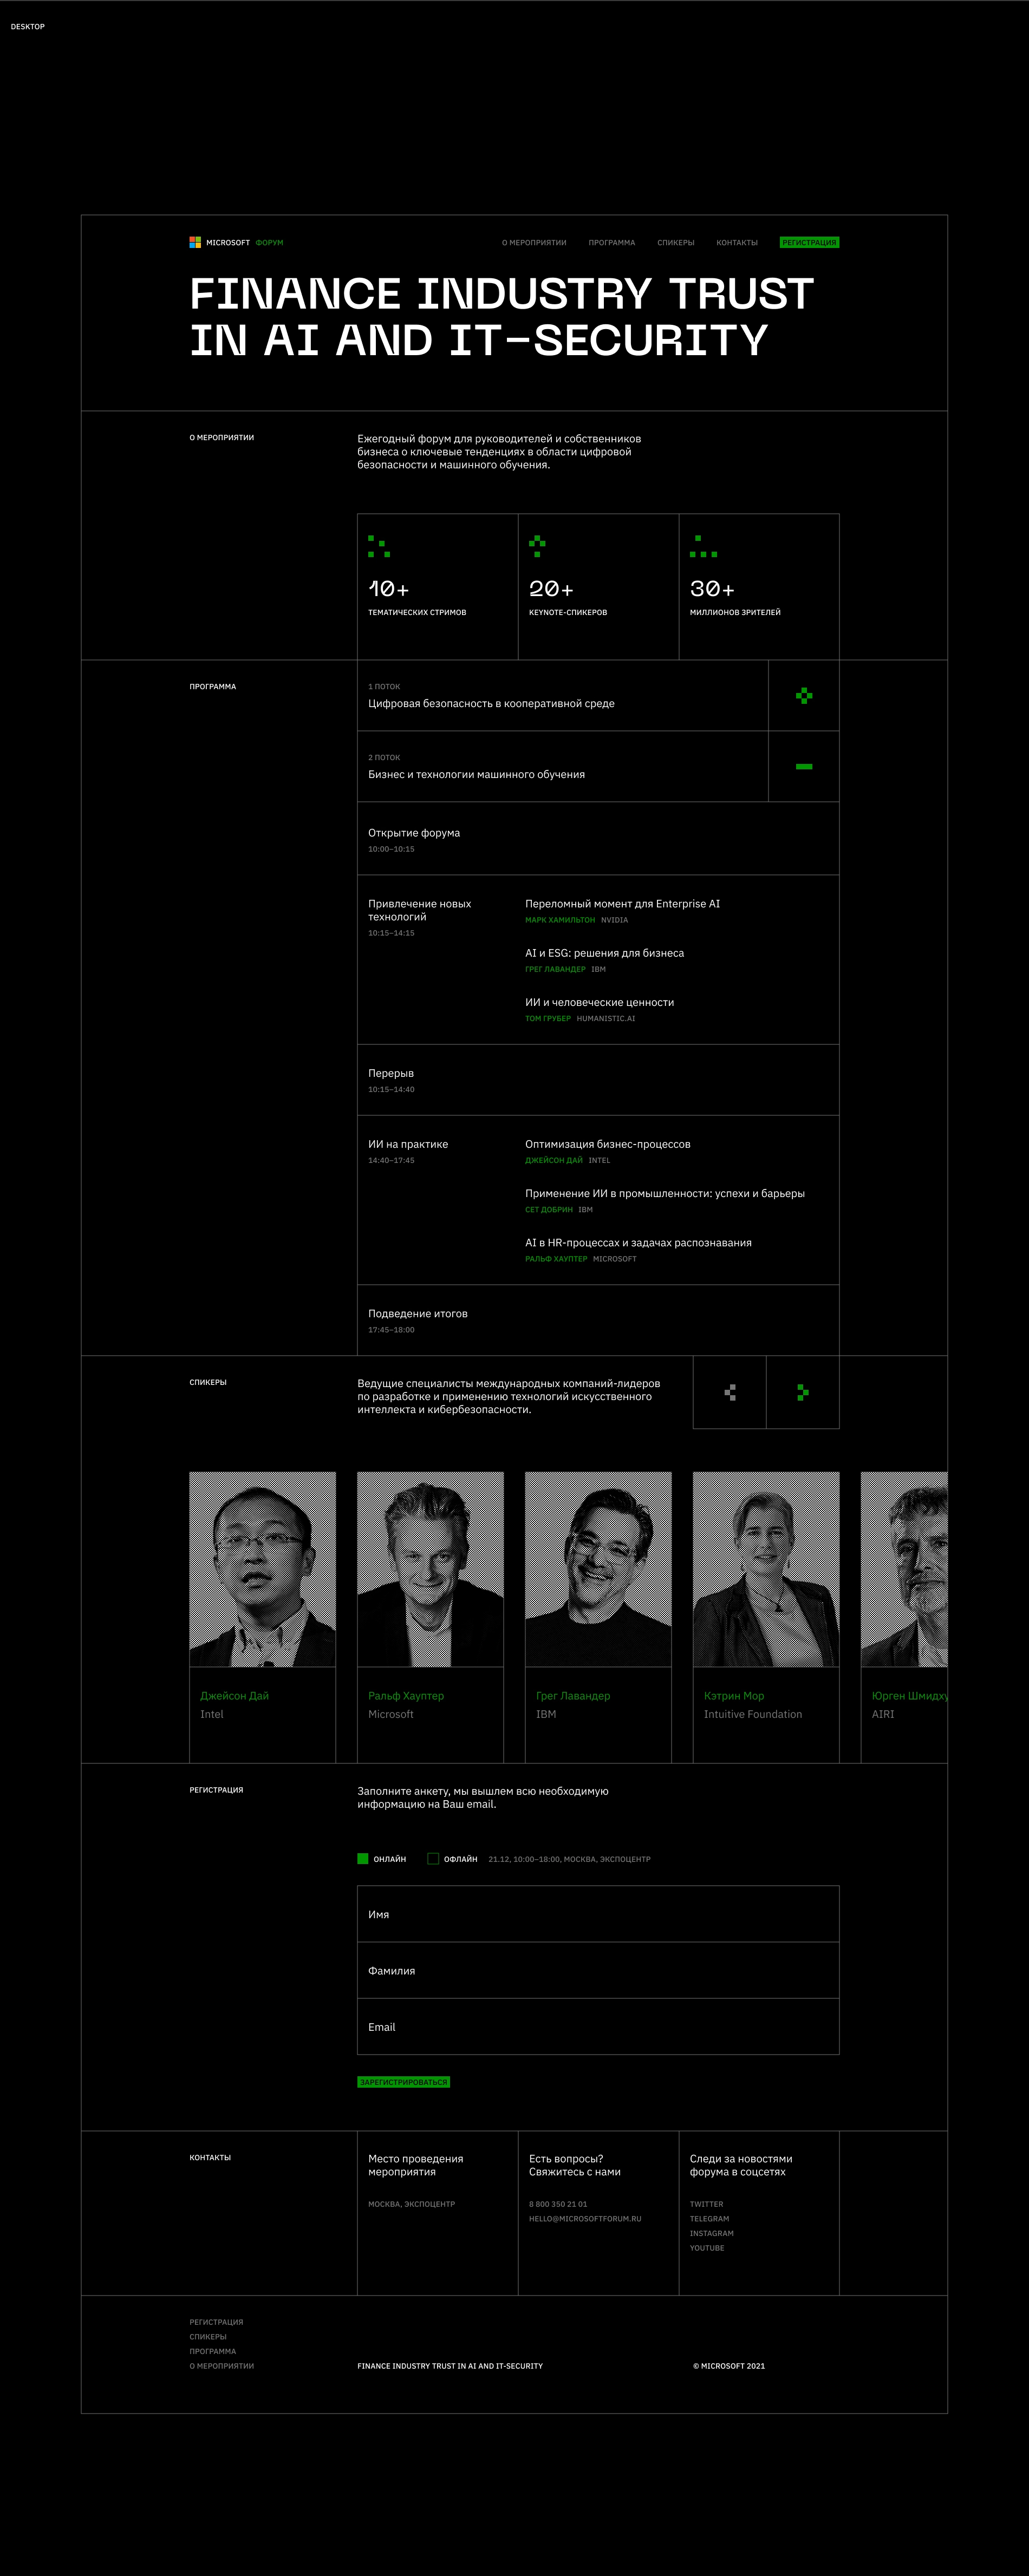 DESKTOP
MICROSOFT ФОРУМ
О МЕРОПРИЯТИИ ПРОГРАММА СПИКЕРЫ КОНТАКТЫ РЕГИСТРАЦИЯ
FINANCE INDUSTRY TRUST
IN AI AND IT-SECURITY
О МЕРОПРИЯТИИ
Ежегодный форум для руководителей и собственников
бизнеса о ключевые тенденциях в области цифровой
безопасности и машинного обучения.
10+
ТЕМАТИЧЕСКИХ СТРИМОВ
20+
KEYNOTE-СПИКЕРОВ
30+
МИЛЛИОНОВ ЗРИТЕЛЕЙ
ПРОГРАММА
1 ПОТОК
Цифровая безопасность в кооперативной среде
2 ПОТОК
Бизнес и технологии машинного обучения
Открытие форума
10:00–10:15
Привлечение новых
технологий
10:15–14:15
Переломный момент для Enterprise AI
МАРК ХАМИЛЬТОН NVIDIA
AI и ESG: решения для бизнеса
ГРЕГ ЛАВАНДЕР IBM
ИИ и человеческие ценности
ТОМ ГРУБЕР HUMANISTIC.AI
Перерыв
10:15–14:40
ИИ на практике
14:40–17:45
Оптимизация бизнес-процессов
ДЖЕЙСОН ДАЙ INTEL
Применение ИИ в промышленности: успехи и барьеры
СЕТ ДОБРИН IBM
AI в HR-процессах и задачах распознавания
РАЛЬФ ХАУПТЕР MICROSOFT
Подведение итогов
17:45–18:00
СПИКЕРЫ
Ведущие специалисты международных компаний-лидеров
по разработке и применению технологий искусственного
интеллекта и кибербезопасности.
Джейсон Дай
Intel
Ральф Хауптер
Microsoft
Грег Лавандер
IBM
Кэтрин Мор
Intuitive Foundation
Юрген Шмидху
AIRI
РЕГИСТРАЦИЯ
Заполните анкету, мы вышлем всю необходимую
информацию на Ваш email.
ОНЛАЙН ОФЛАЙН 21.12, 10:00–18:00, МОСКВА, ЭКСПОЦЕНТР
Имя
Фамилия
Email
ЗАРЕГИСТРИРОВАТЬСЯ
КОНТАКТЫ
Место проведения
мероприятия
МОСКВА, ЭКСПОЦЕНТР
Есть вопросы?
Свяжитесь с нами
8 800 350 21 01
HELLO@MICROSOFTFORUM.RU
Следи за новостями
форума в соцсетях
TWITTER
TELEGRAM
INSTAGRAM
YOUTUBE
РЕГИСТРАЦИЯ
СПИКЕРЫ
ПРОГРАММА
О МЕРОПРИЯТИИ
FINANCE INDUSTRY TRUST IN AI AND IT-SECURITY
© MICROSOFT 2021